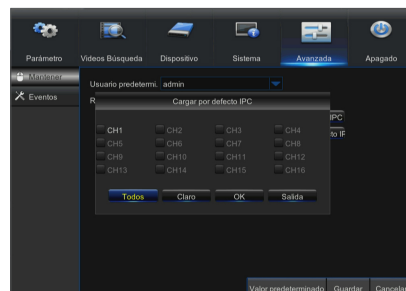 Parámetro Videos Búsqueda Dispositivo Sistema Avanzada Apagado
Mantener
Eventos
Usuario predetermi. admin
R
Cargar por defecto IPC
IPC
to IF
CH1 CH2 CH3 CH4
CH5 CH6 CH7 CH8
CH9 CH10 CH11 CH12
CH13 CH14 CH15 CH16
Todos Claro OK Salida
Valor predeterminado Guardar Cancelar